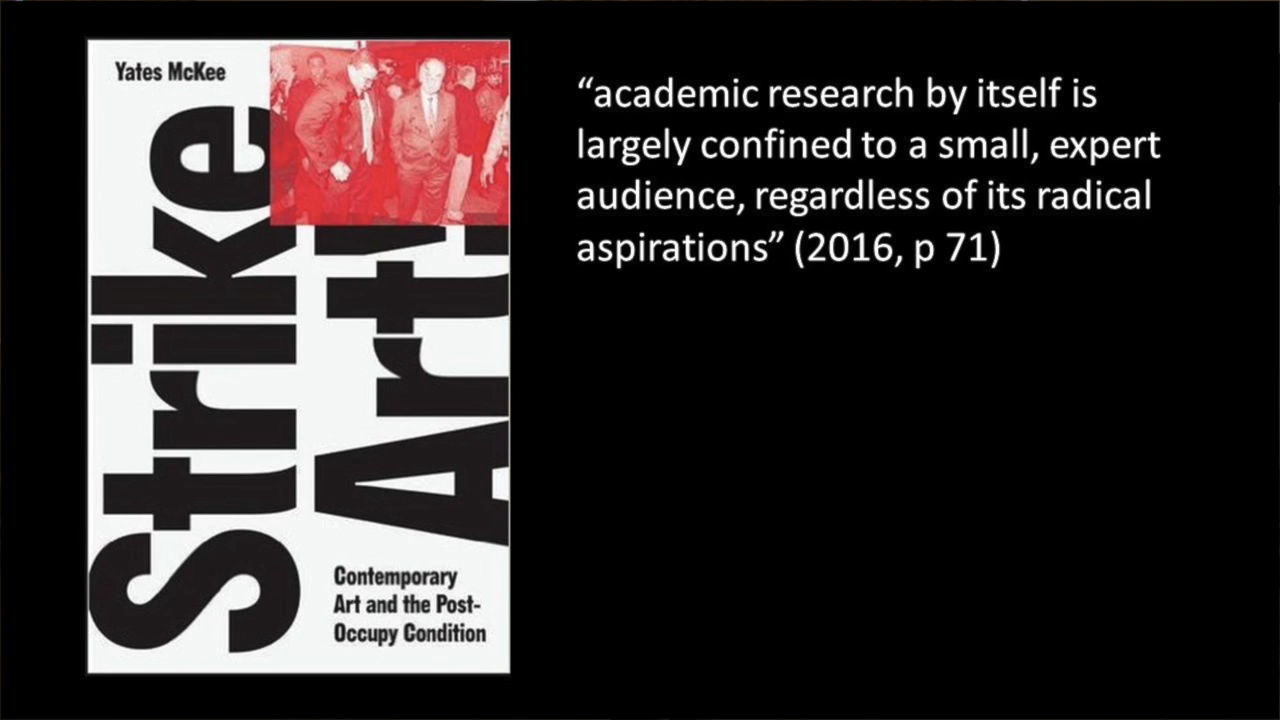 Yates McKee
Strike
Art!
Contemporary
Art and the Post-
Occupy Condition
“academic research by itself is
largely confined to a small, expert
audience, regardless of its radical
aspirations” (2016, p 71)